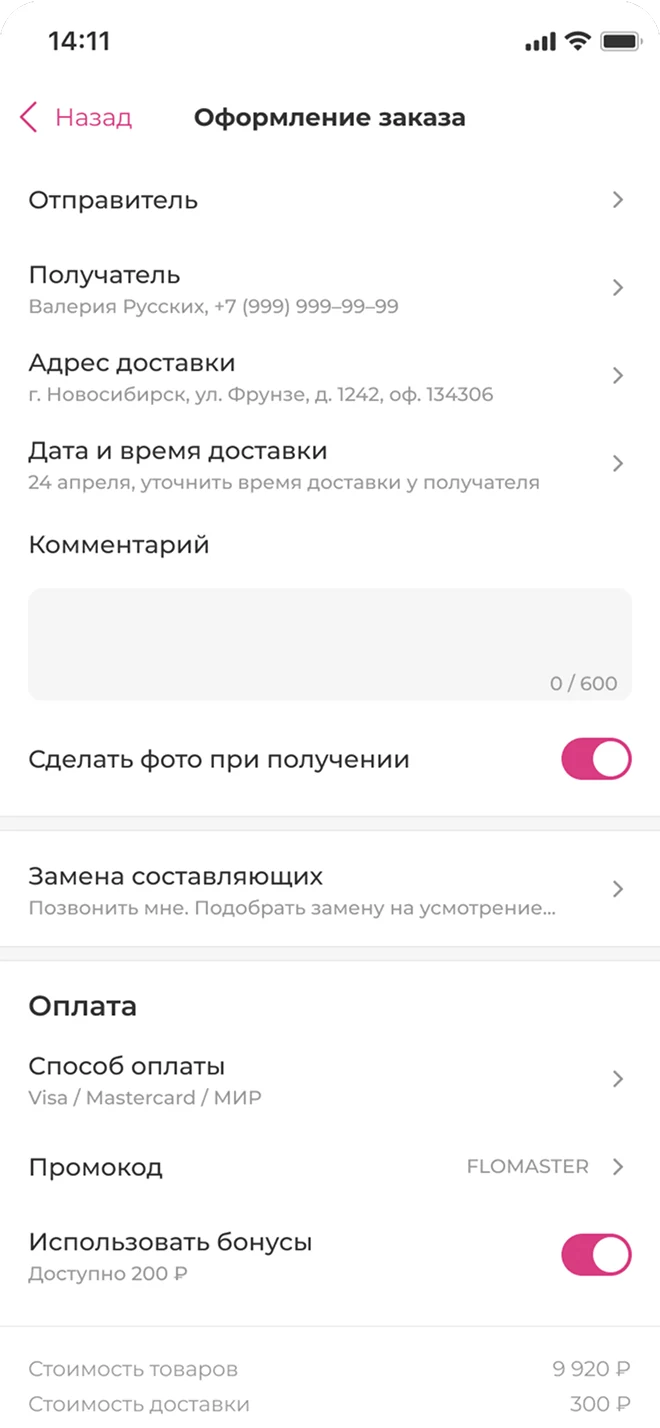 14:11
Назад
Оформление заказа
Отправитель
Получатель
Валерия Русских, +7 (999) 999–99–99
Адрес доставки
г. Новосибирск, ул. Фрунзе, д. 1242, оф. 134306
Дата и время доставки
24 апреля, уточнить время доставки у получателя
Комментарий
0 / 600
Сделать фото при получении
Замена составляющих
Позвонить мне. Подобрать замену на усмотрение...
Оплата
Способ оплаты
Visa / Mastercard / МИР
Промокод FLOMASTER
Использовать бонусы
Доступно 200 ₽
Стоимость товаров 9 920 ₽
Стоимость доставки 300 ₽